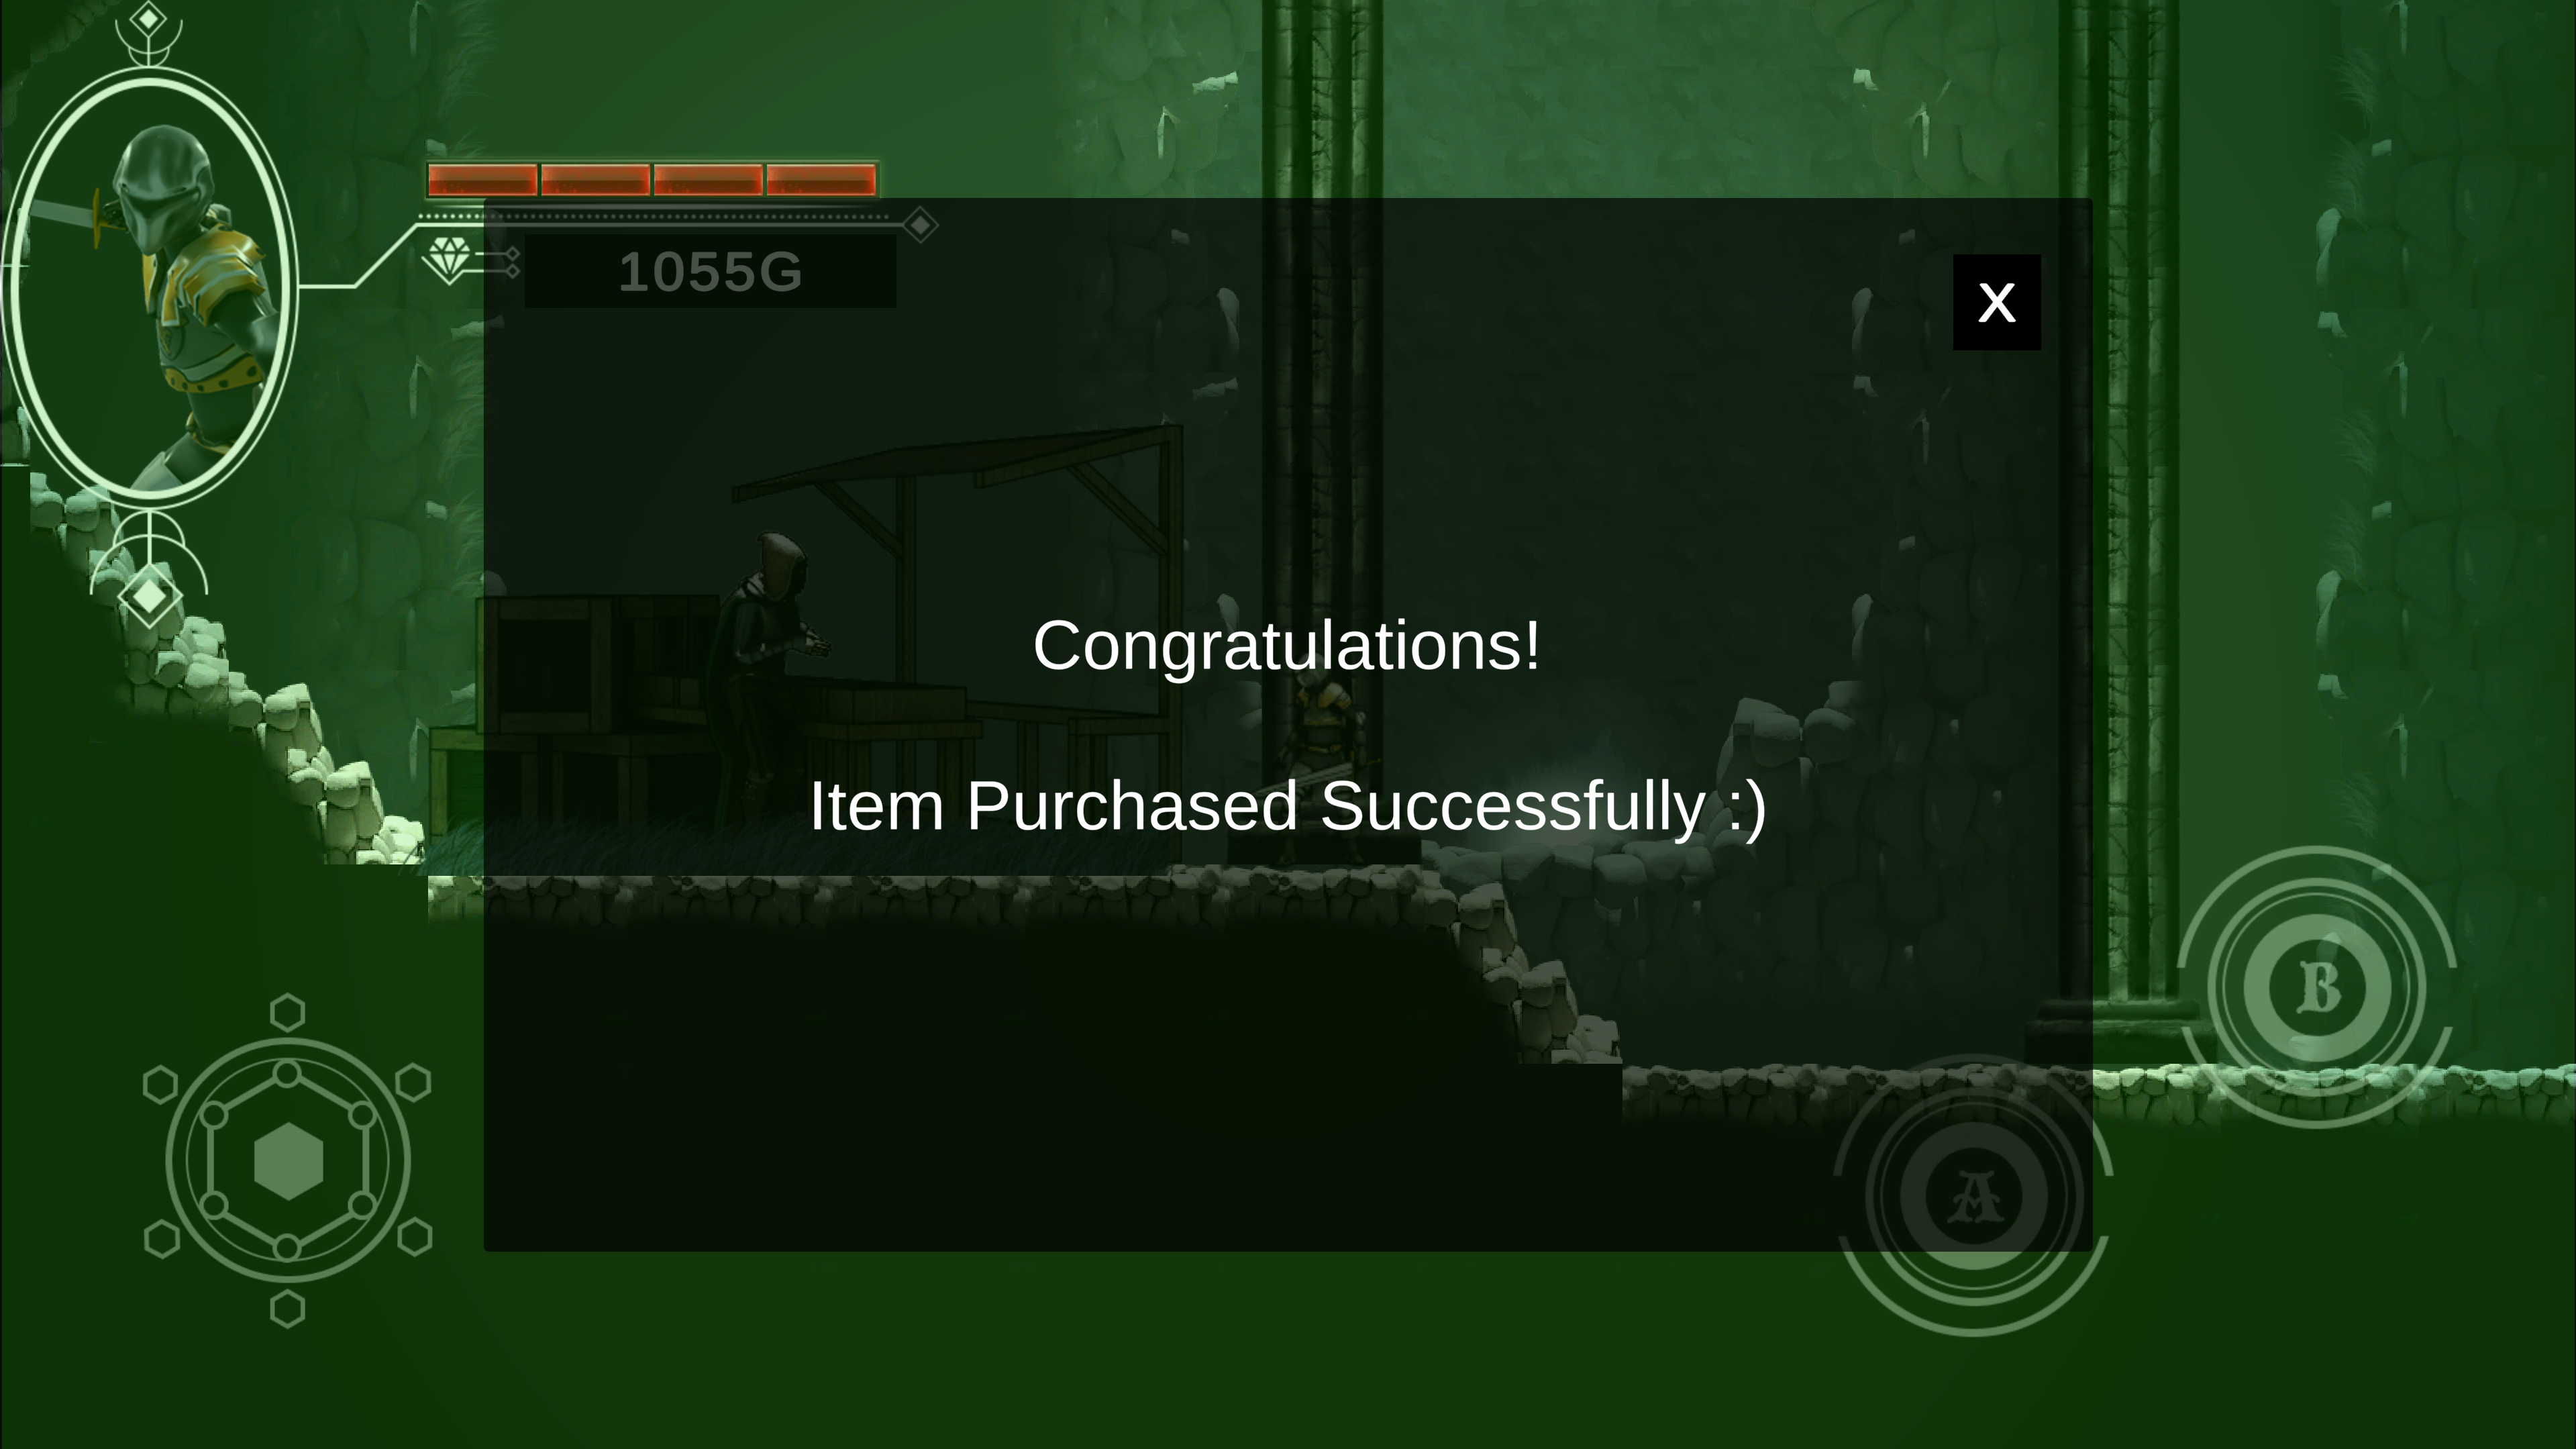 1055G
X
Congratulations!
Item Purchased Successfully :)
B
A